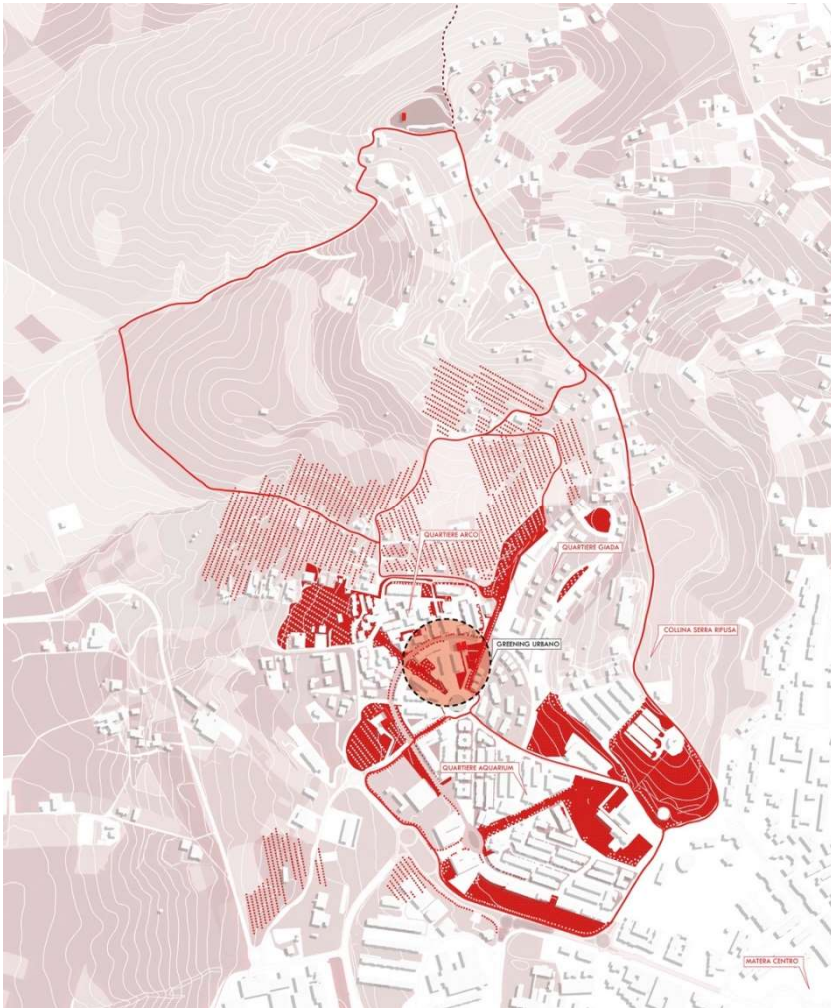 QUARTIERE ARCO
QUARTIERE GIADA
COLLINA SERRA RIFUSA
GREENING URBANO
QUARTIERE AQUARIUM
MATERA CENTRO